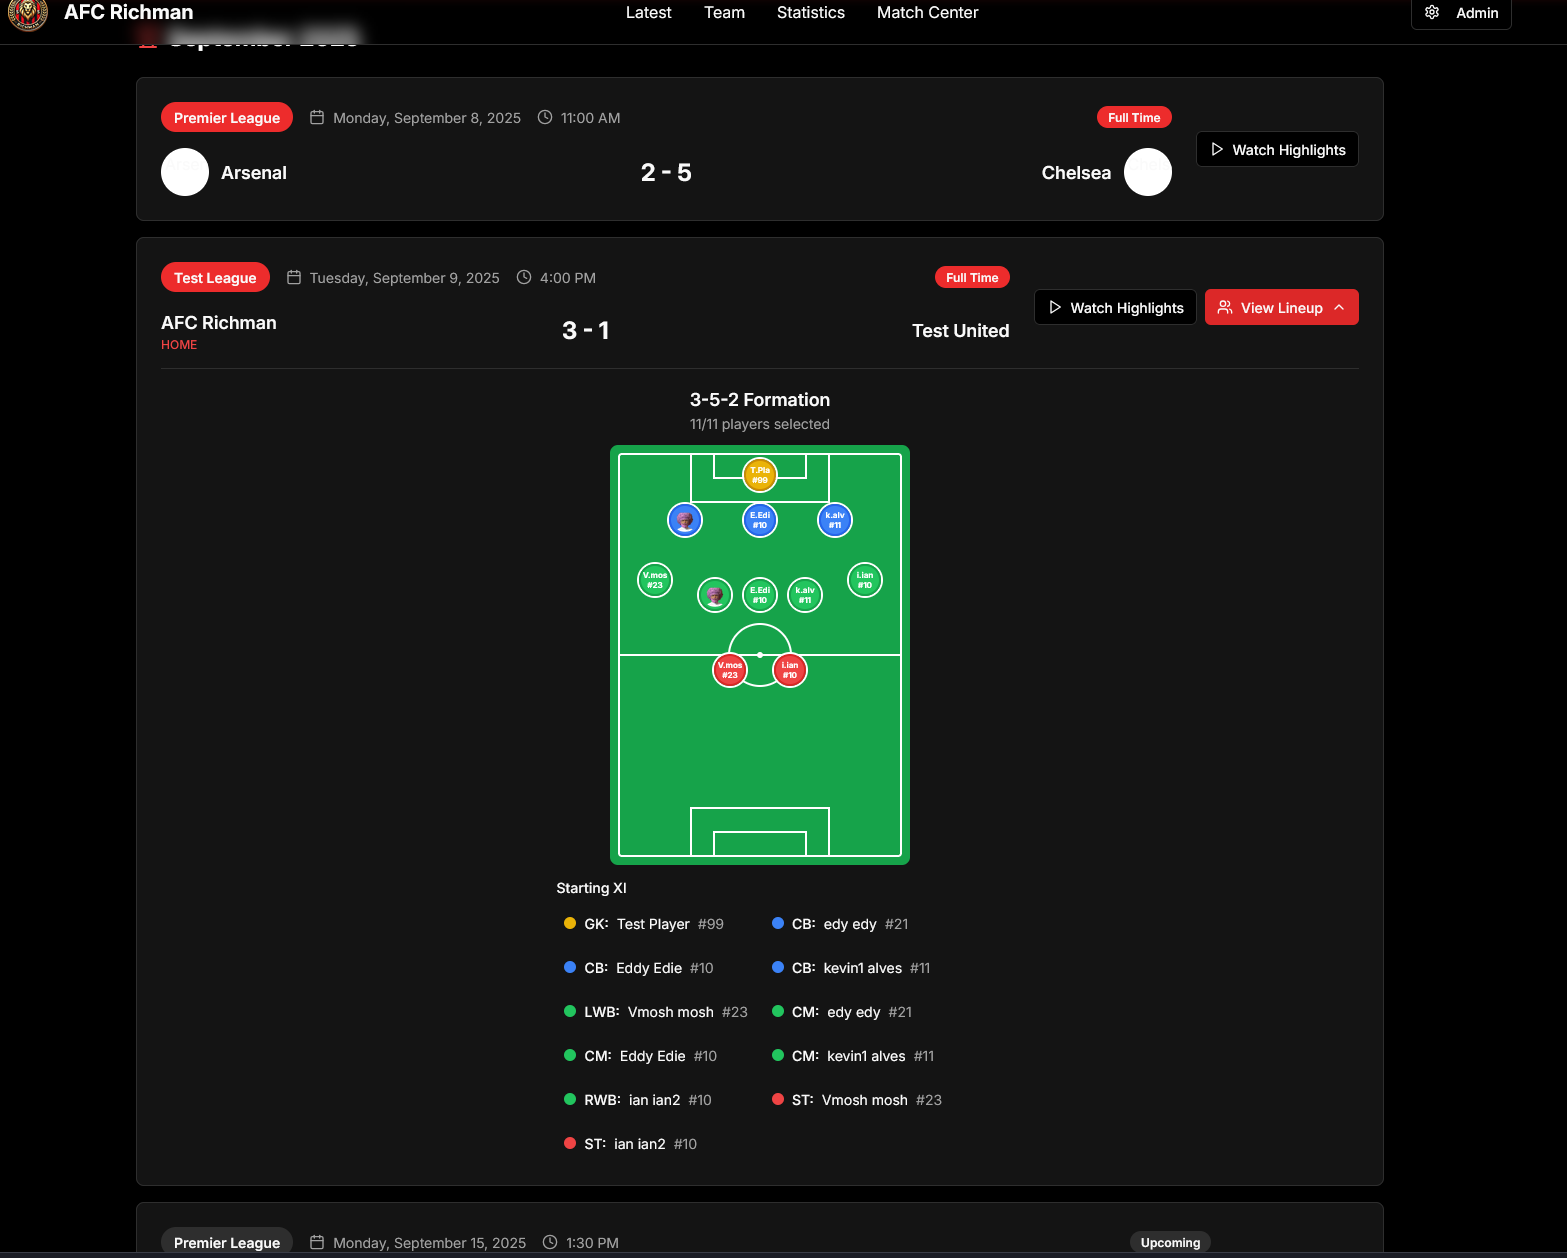 AFC Richman
Latest Team Statistics Match Center
Admin
September 2025
Premier League Monday, September 8, 2025 11:00 AM
Full Time
Watch Highlights
Arsenal 2 - 5 Chelsea
Test League Tuesday, September 9, 2025 4:00 PM
Full Time
Watch Highlights View Lineup
AFC Richman 3 - 1 Test United
HOME
3-5-2 Formation
11/11 players selected
T.Pla
#99
E.Edi
#10
k.alv
#11
V.mos
#23
i.ian
#10
E.Edi
#10
k.alv
#11
V.mos
#23
i.ian
#10
Starting XI
GK: Test Player #99 CB: edy edy #21
CB: Eddy Edie #10 CB: kevin1 alves #11
LWB: Vmosh mosh #23 CM: edy edy #21
CM: Eddy Edie #10 CM: kevin1 alves #11
RWB: ian ian2 #10 ST: Vmosh mosh #23
ST: ian ian2 #10
Premier League Monday, September 15, 2025 1:30 PM
Upcoming